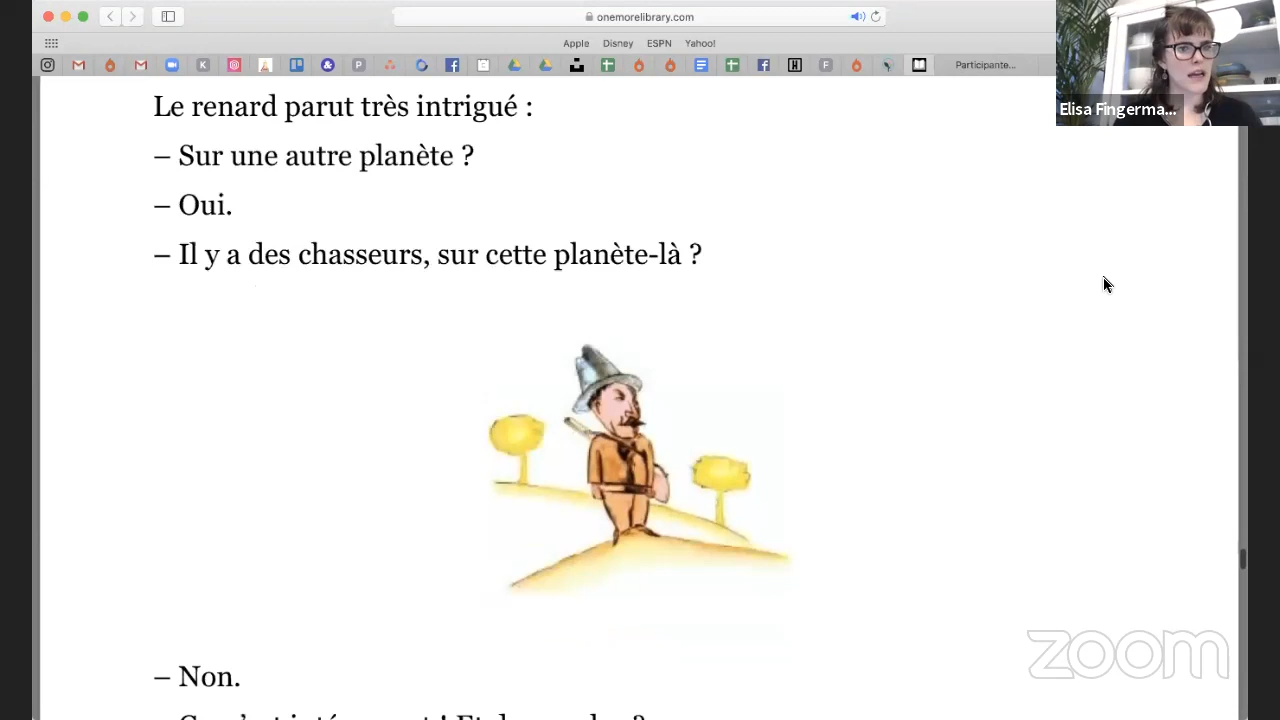 onemorelibrary.com
Apple Disney ESPN Yahoo!
K
P
H
F
Participante...
Elisa Fingerma...
Le renard parut très intrigué :
– Sur une autre planète ?
– Oui.
– Il y a des chasseurs, sur cette planète-là ?
– Non.
zoom